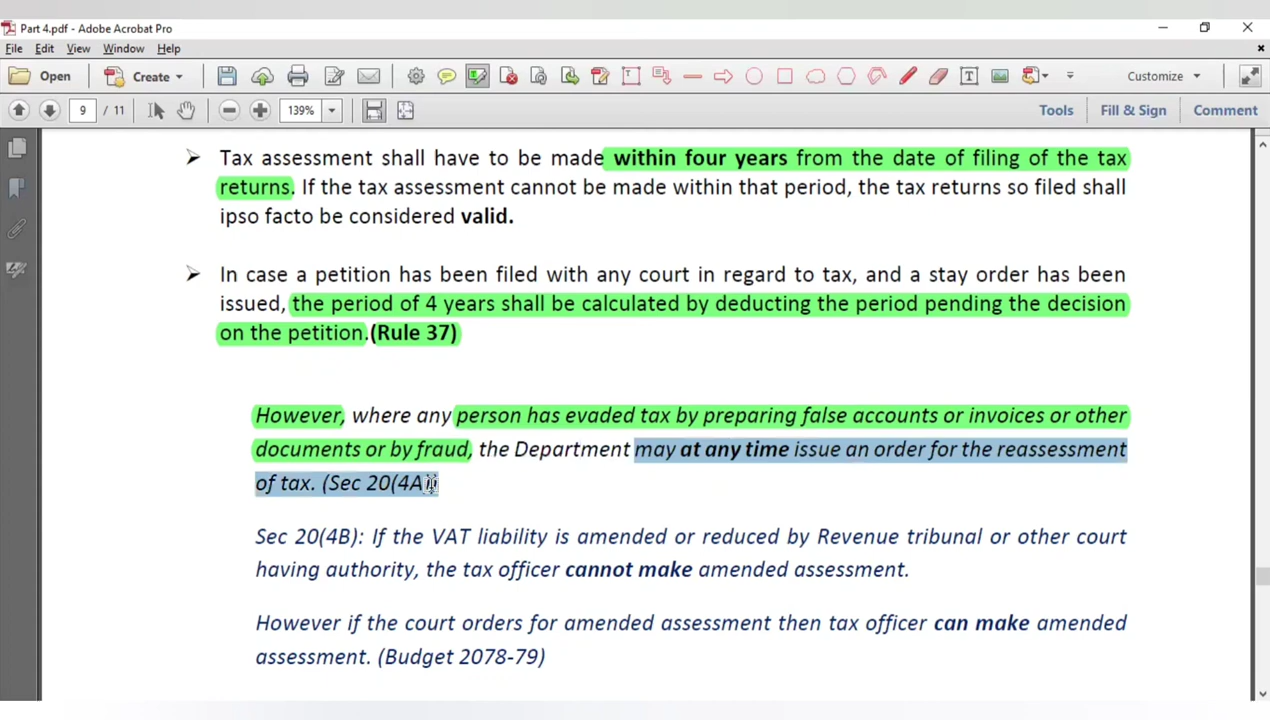 Part 4.pdf - Adobe Acrobat Pro
File Edit View Window Help
Open Create Customize
9 / 11 139% Tools Fill & Sign Comment
Tax assessment shall have to be made within four years from the date of filing of the tax
returns. If the tax assessment cannot be made within that period, the tax returns so filed shall
ipso facto be considered valid.
In case a petition has been filed with any court in regard to tax, and a stay order has been
issued, the period of 4 years shall be calculated by deducting the period pending the decision
on the petition.(Rule 37)
However, where any person has evaded tax by preparing false accounts or invoices or other
documents or by fraud, the Department may at any time issue an order for the reassessment
of tax. (Sec 20(4A))
Sec 20(4B): If the VAT liability is amended or reduced by Revenue tribunal or other court
having authority, the tax officer cannot make amended assessment.
However if the court orders for amended assessment then tax officer can make amended
assessment. (Budget 2078-79)